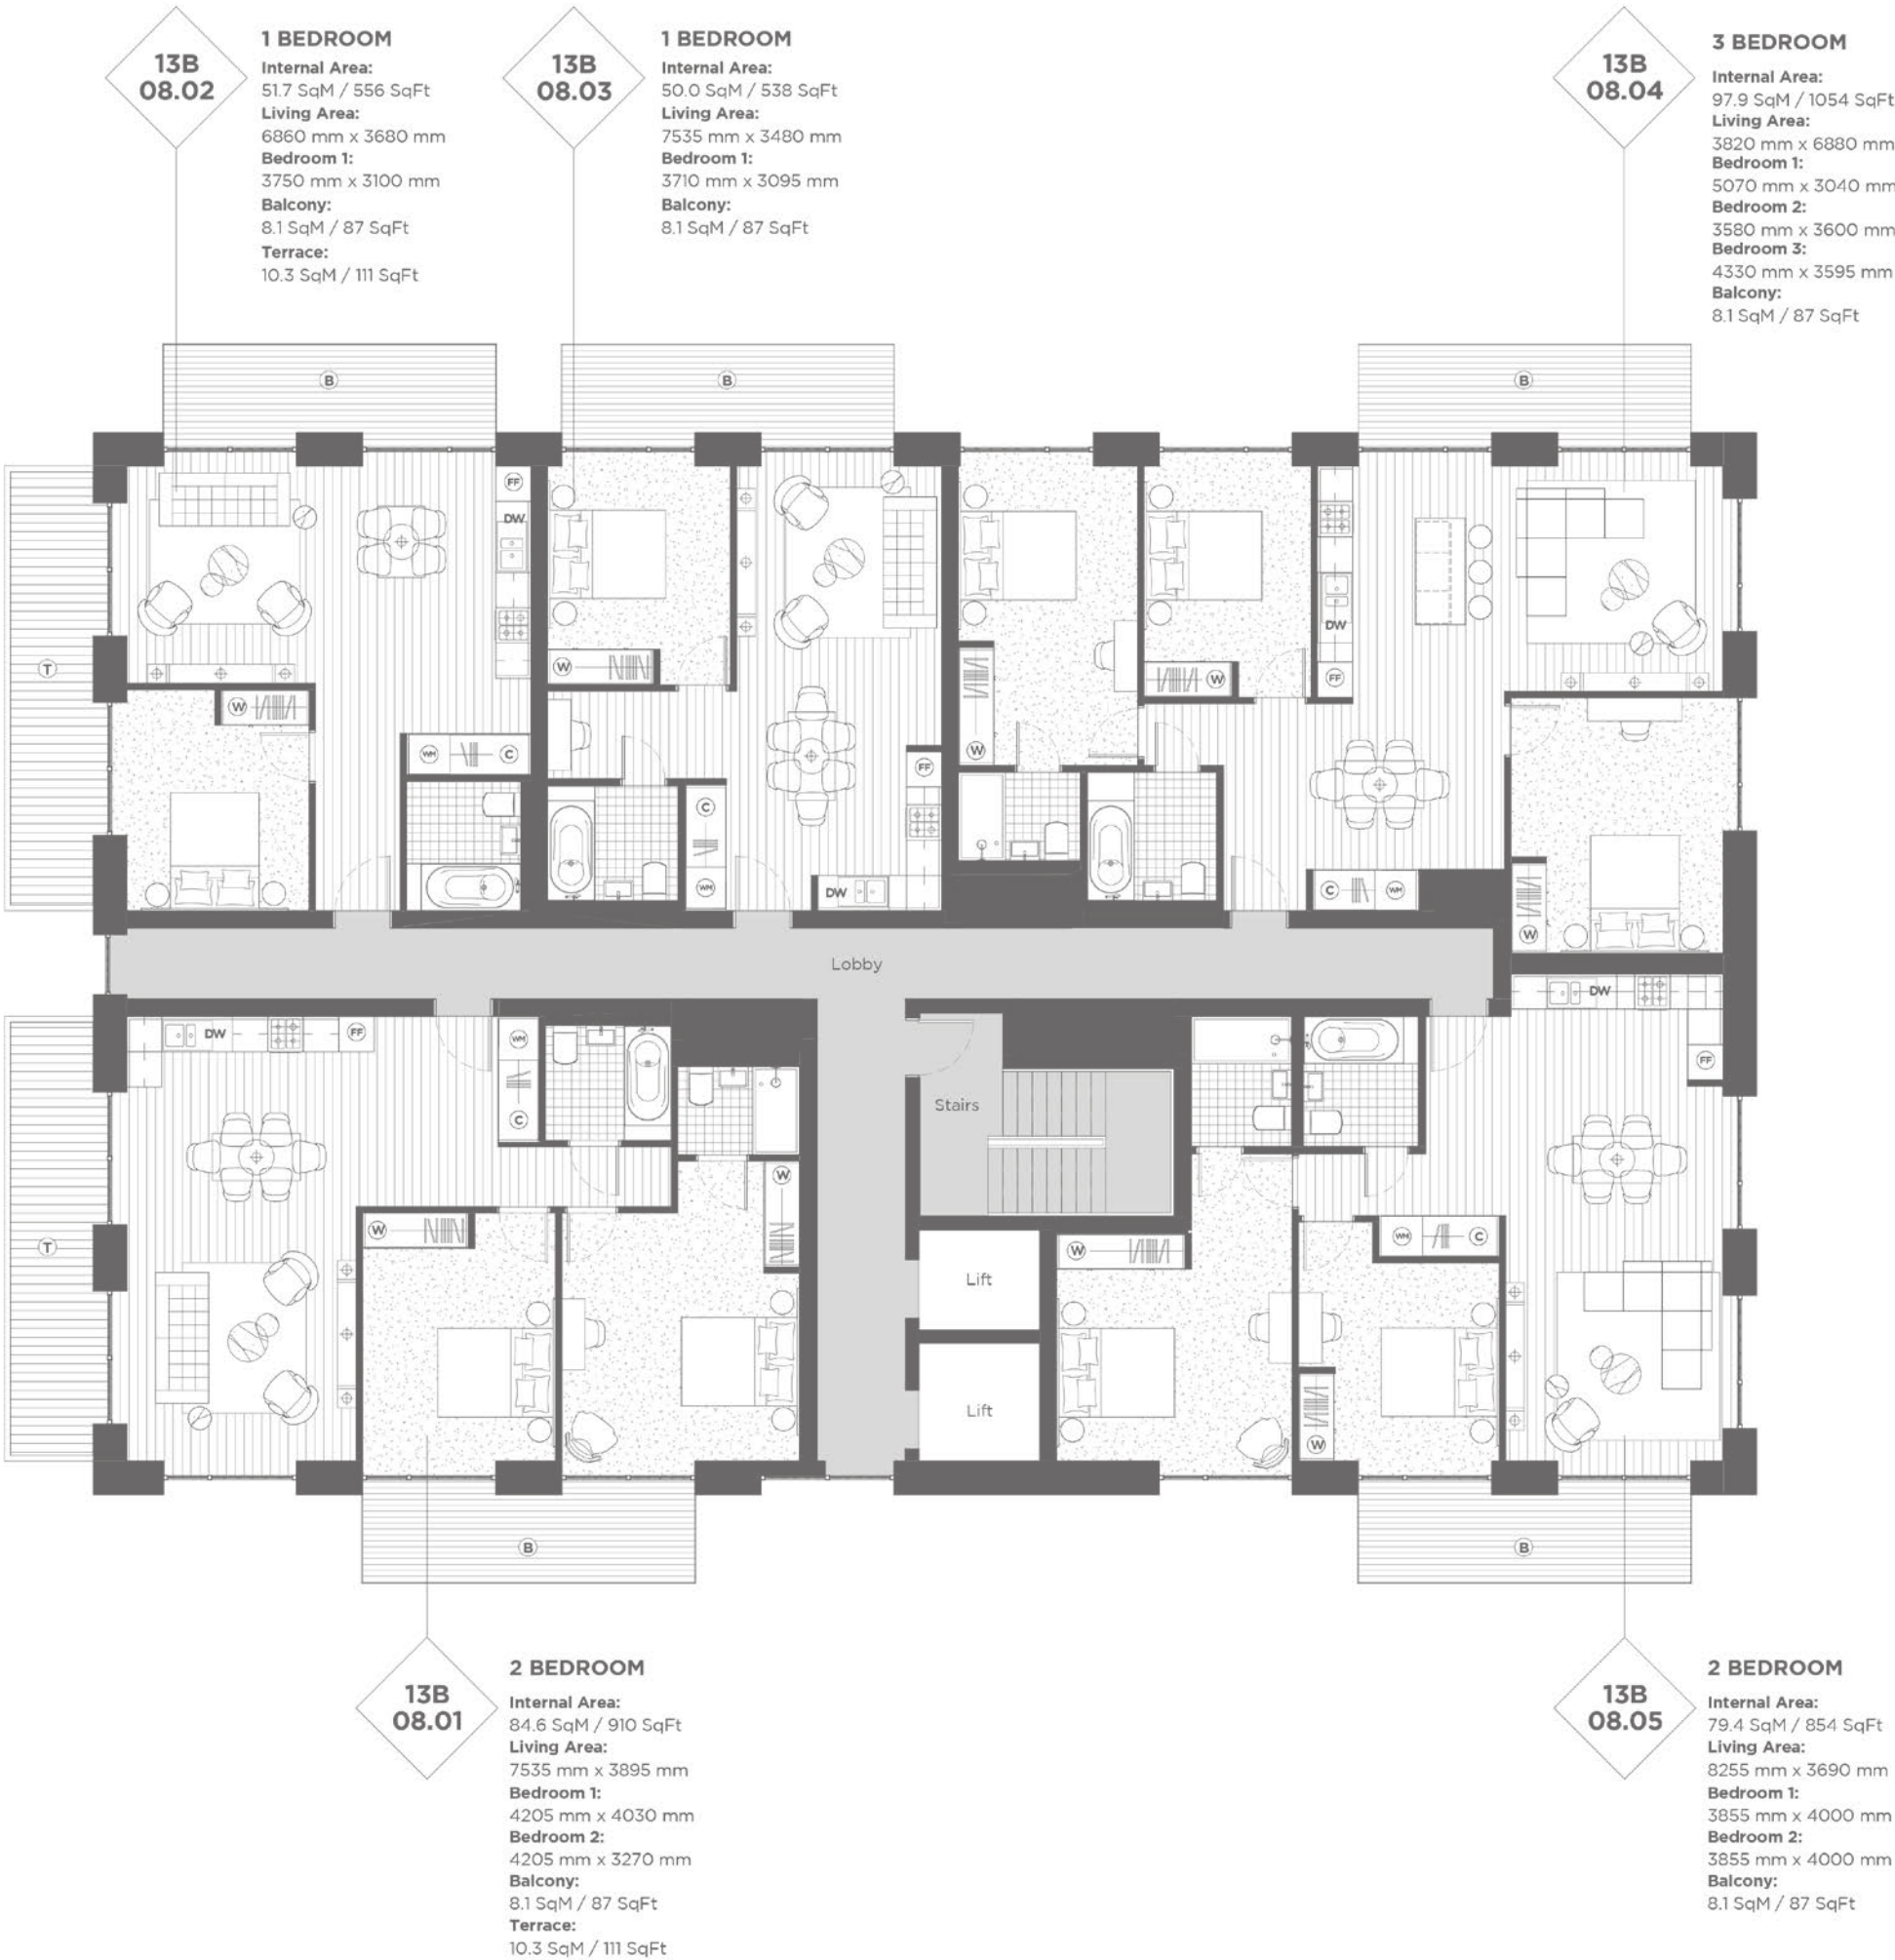 13B
08.02
1 BEDROOM
Internal Area:
51.7 SqM / 556 SqFt
Living Area:
6860 mm x 3680 mm
Bedroom 1:
3750 mm x 3100 mm
Balcony:
8.1 SqM / 87 SqFt
Terrace:
10.3 SqM / 111 SqFt
13B
08.03
1 BEDROOM
Internal Area:
50.0 SqM / 538 SqFt
Living Area:
7535 mm x 3480 mm
Bedroom 1:
3710 mm x 3095 mm
Balcony:
8.1 SqM / 87 SqFt
13B
08.04
3 BEDROOM
Internal Area:
97.9 SqM / 1054 SqFt
Living Area:
3820 mm x 6880 mm
Bedroom 1:
5070 mm x 3040 mm
Bedroom 2:
3580 mm x 3600 mm
Bedroom 3:
4330 mm x 3595 mm
Balcony:
8.1 SqM / 87 SqFt
B
B
B
FF
DW
DW
T
W
W
W
FF
W
WM
C
C
WM
FF
DW
C
WM
W
Lobby
DW
FF
WM
C
DW
FF
Stairs
W
W
T
W
Lift
WM
C
Lift
W
B
B
13B
08.01
2 BEDROOM
Internal Area:
84.6 SqM / 910 SqFt
Living Area:
7535 mm x 3895 mm
Bedroom 1:
4205 mm x 4030 mm
Bedroom 2:
4205 mm x 3270 mm
Balcony:
8.1 SqM / 87 SqFt
Terrace:
10.3 SqM / 111 SqFt
13B
08.05
2 BEDROOM
Internal Area:
79.4 SqM / 854 SqFt
Living Area:
8255 mm x 3690 mm
Bedroom 1:
3855 mm x 4000 mm
Bedroom 2:
3855 mm x 4000 mm
Balcony:
8.1 SqM / 87 SqFt